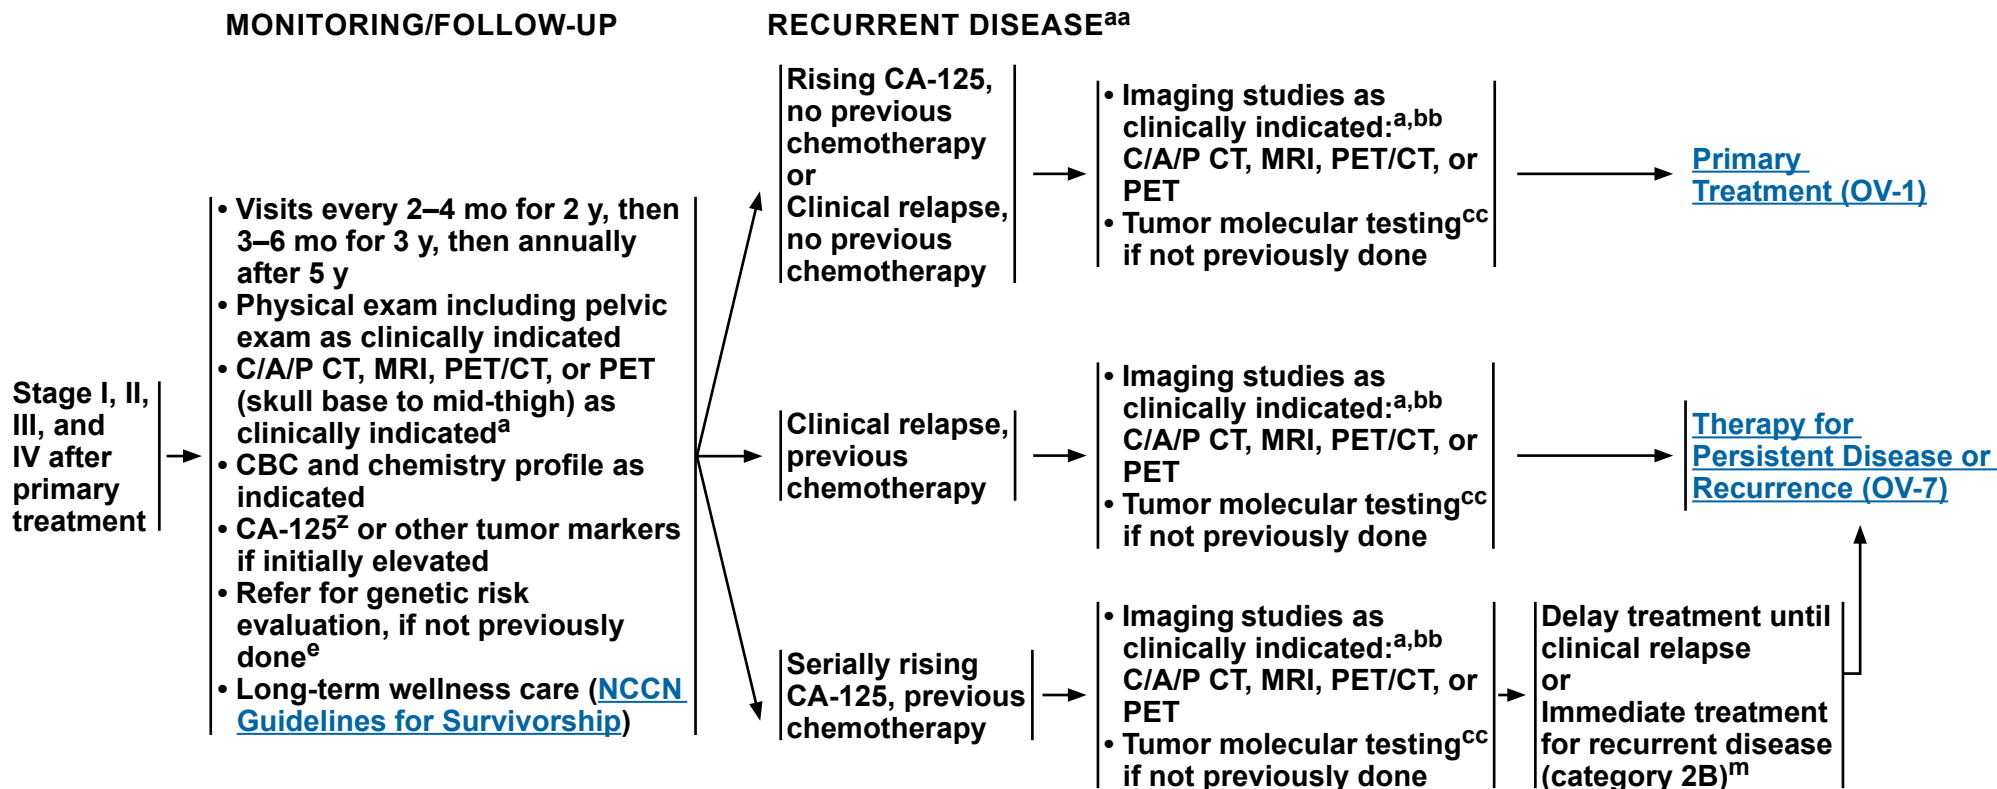 MONITORING/FOLLOW-UP
RECURRENT DISEASEaa
Stage I, II,
III, and
IV after
primary
treatment
• Visits every 2–4 mo for 2 y, then
3–6 mo for 3 y, then annually
after 5 y
• Physical exam including pelvic
exam as clinically indicated
• C/A/P CT, MRI, PET/CT, or PET
(skull base to mid-thigh) as
clinically indicateda
• CBC and chemistry profile as
indicated
• CA-125z or other tumor markers
if initially elevated
• Refer for genetic risk
evaluation, if not previously
donee
• Long-term wellness care (NCCN
Guidelines for Survivorship)
Rising CA-125,
no previous
chemotherapy
or
Clinical relapse,
no previous
chemotherapy
• Imaging studies as
clinically indicated:a,bb
C/A/P CT, MRI, PET/CT, or
PET
• Tumor molecular testingcc
if not previously done
Primary
Treatment (OV-1)
Clinical relapse,
previous
chemotherapy
• Imaging studies as
clinically indicated:a,bb
C/A/P CT, MRI, PET/CT, or
PET
• Tumor molecular testingcc
if not previously done
Therapy for
Persistent Disease or
Recurrence (OV-7)
Serially rising
CA-125, previous
chemotherapy
• Imaging studies as
clinically indicated:a,bb
C/A/P CT, MRI, PET/CT, or
PET
• Tumor molecular testingcc
if not previously done
Delay treatment until
clinical relapse
or
Immediate treatment
for recurrent disease
(category 2B)m